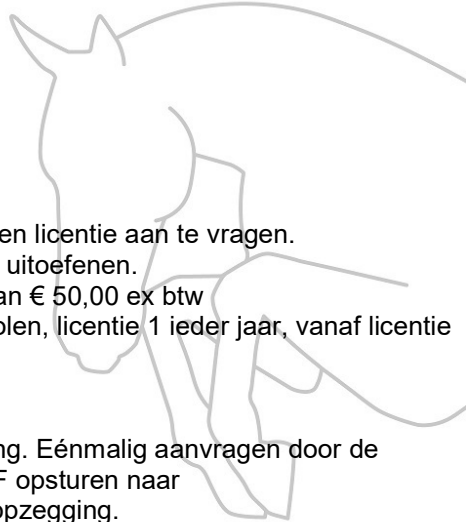 en licentie aan te vragen.
uitoefenen.
an € 50,00 ex btw
olen, licentie 1 ieder jaar, vanaf licentie
ng. Eénmalig aanvragen door de
F opsturen naar
opzegging.